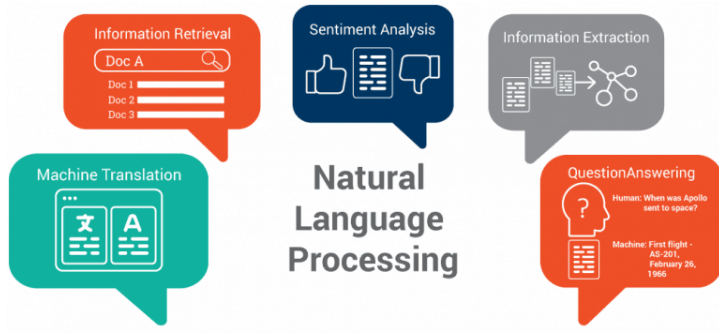 Information Retrieval
Doc A
Doc 1
Doc 2
Doc 3
Sentiment Analysis
Information Extraction
Machine Translation
文 A
Natural
Language
Processing
QuestionAnswering
?
Human: When was Apollo
sent to space?
Machine: First flight -
AS-201,
February 26,
1966